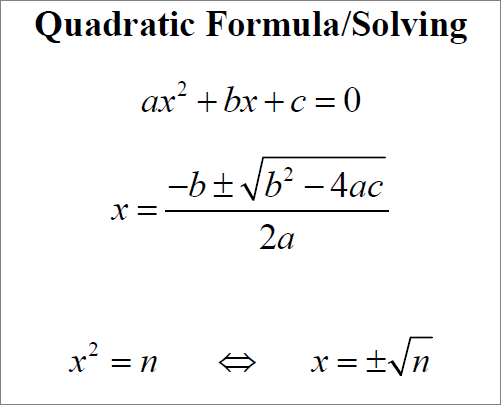 Quadratic Formula/Solving
ax² + bx + c = 0
x = (−b ± √(b² − 4ac)) / 2a
x² = n ⇔ x = ±√n